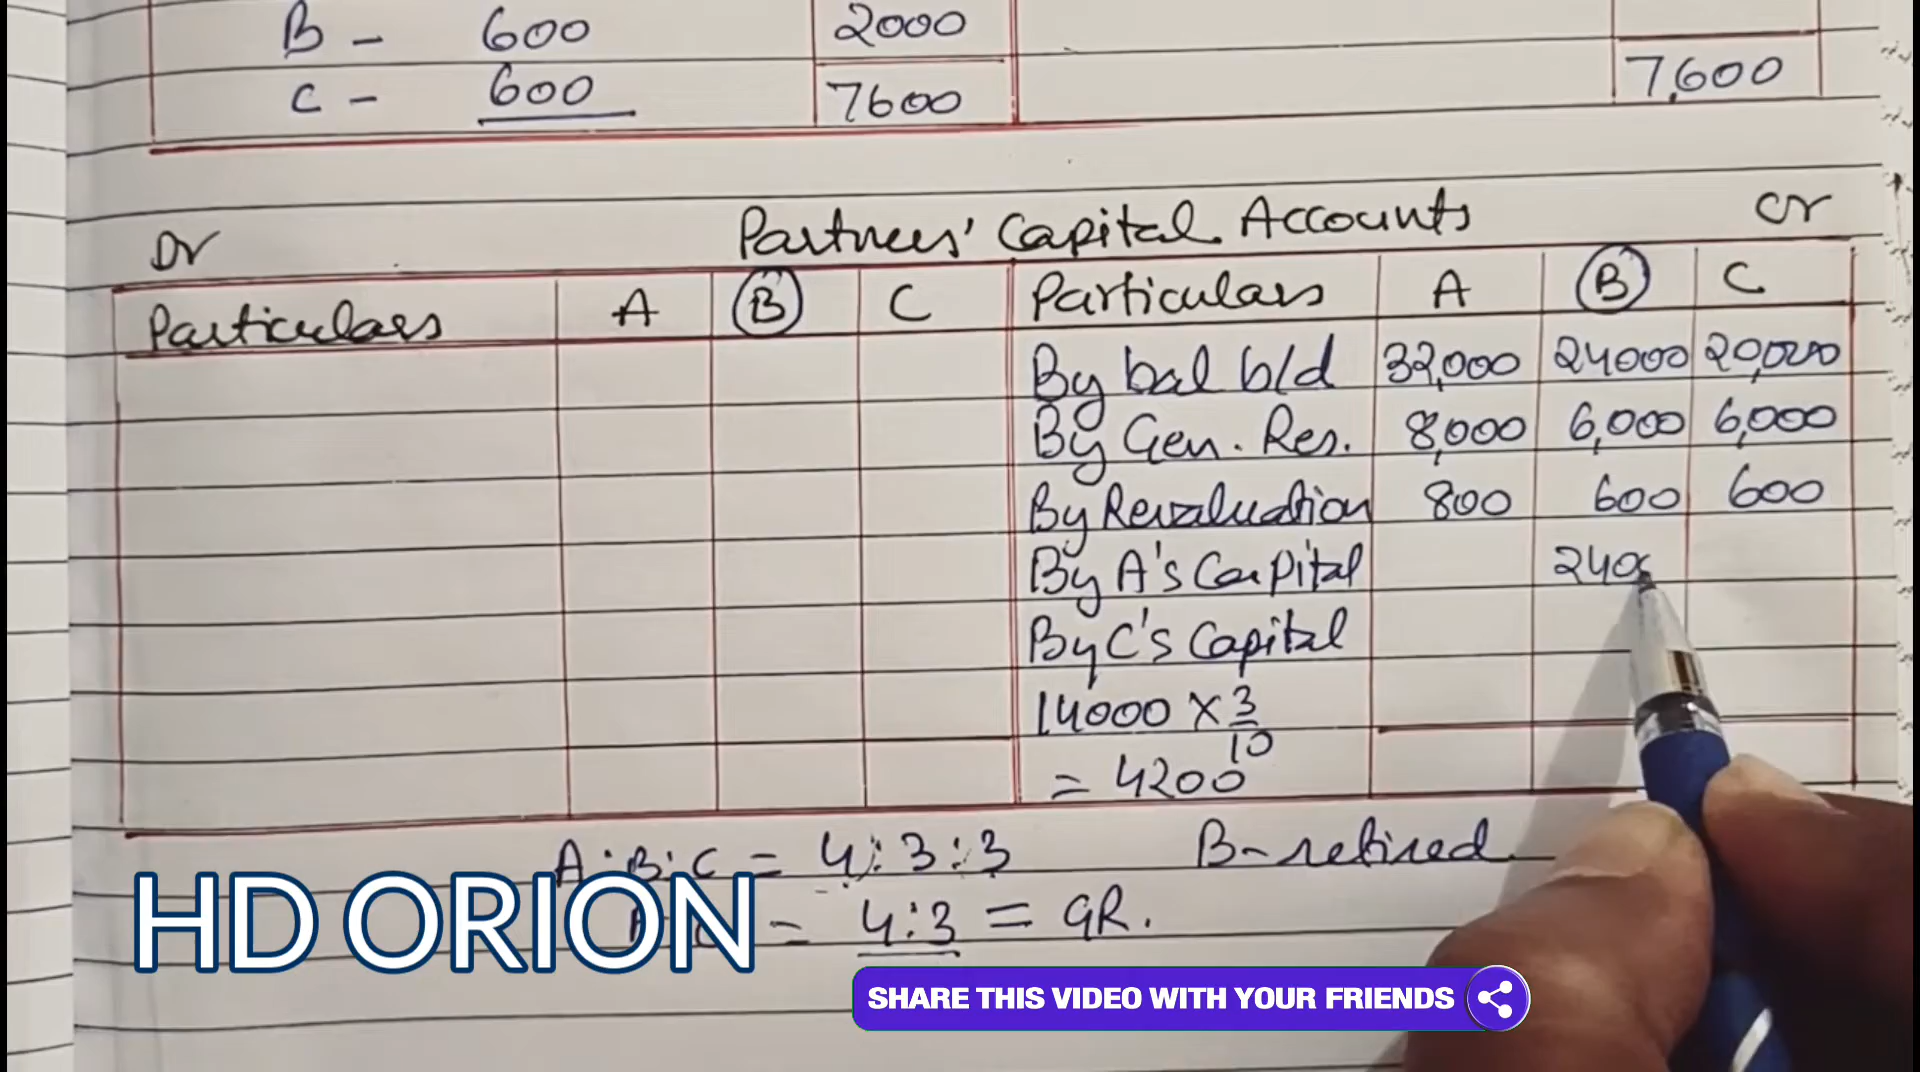 B - 600 2000
C - 600 7600 7,600
Dr Partners' Capital Accounts Cr
Particulars A B C Particulars A B C
By bal b/d 32,000 24000 20,000
By Gen. Res. 8,000 6,000 6,000
By Revaluation 800 600 600
By A's Capital 240
By C's Capital
14000 × 3/10
= 4200
A:B:C = 4:3:3 B-retired
4:3 = GR.
HD ORION
SHARE THIS VIDEO WITH YOUR FRIENDS